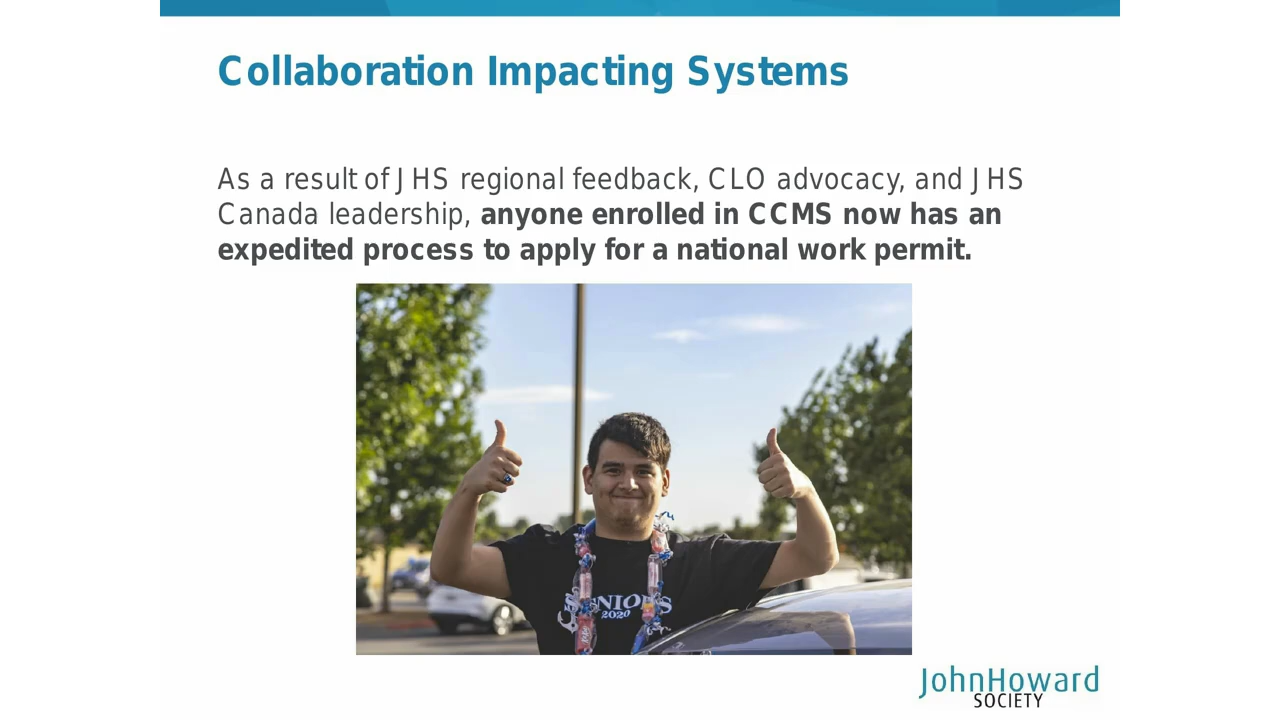 Collaboration Impacting Systems
As a result of JHS regional feedback, CLO advocacy, and JHS
Canada leadership, anyone enrolled in CCMS now has an
expedited process to apply for a national work permit.
SENIORS
2020
JohnHoward
SOCIETY